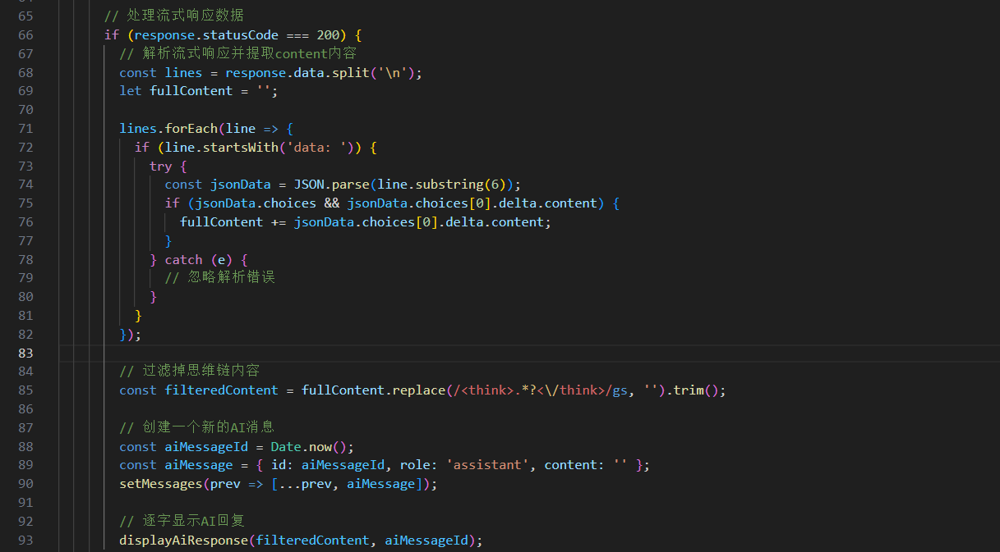 65 // 处理流式响应数据
66 if (response.statusCode === 200) {
67 // 解析流式响应并提取content内容
68 const lines = response.data.split('\n');
69 let fullContent = '';
70
71 lines.forEach(line => {
72 if (line.startsWith('data: ')) {
73 try {
74 const jsonData = JSON.parse(line.substring(6));
75 if (jsonData.choices && jsonData.choices[0].delta.content) {
76 fullContent += jsonData.choices[0].delta.content;
77 }
78 } catch (e) {
79 // 忽略解析错误
80 }
81 }
82 });
83
84 // 过滤掉思维链内容
85 const filteredContent = fullContent.replace(/<think>.*?<\/think>/gs, '').trim();
86
87 // 创建一个新的AI消息
88 const aiMessageId = Date.now();
89 const aiMessage = { id: aiMessageId, role: 'assistant', content: '' };
90 setMessages(prev => [...prev, aiMessage]);
91
92 // 逐字显示AI回复
93 displayAiResponse(filteredContent, aiMessageId);